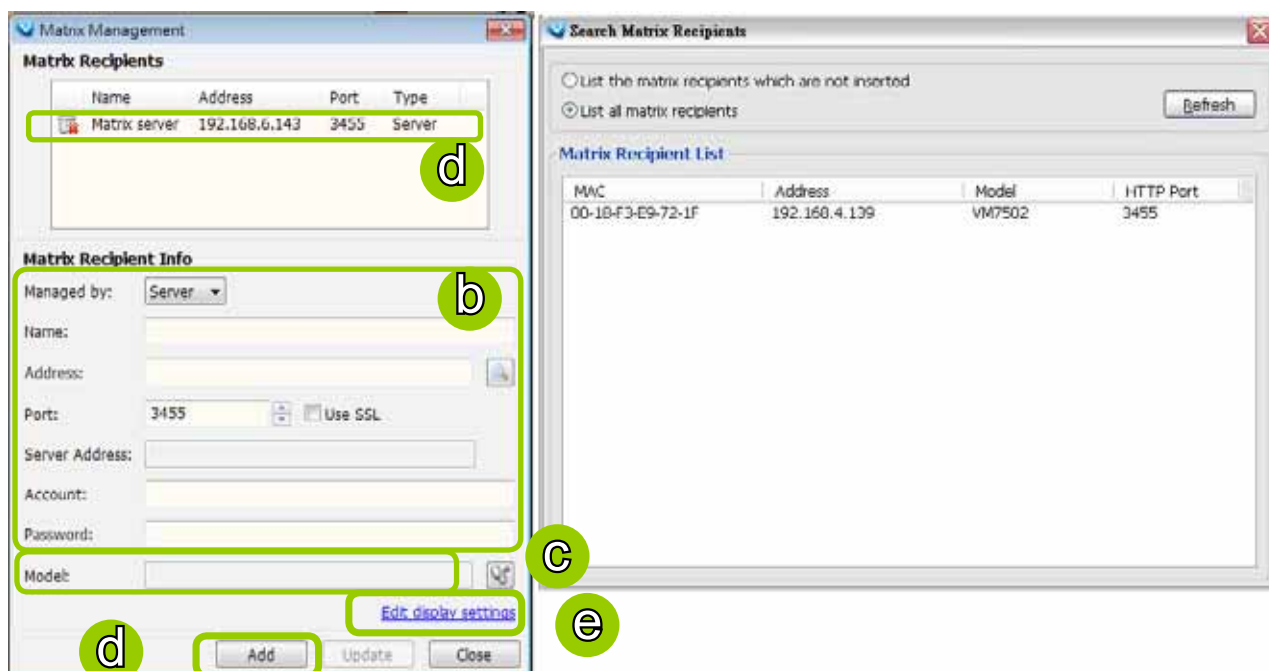 Matrix Management
Matrix Recipients
Name Address Port Type
Matrix server 192.168.6.143 3455 Server
d
Matrix Recipient Info
Managed by: Server
b
Name:
Address:
Port: 3455 Use SSL
Server Address:
Account:
Password:
Model:
c
Edit display settings
e
d
Add Update Close
Search Matrix Recipients
List the matrix recipients which are not inserted
List all matrix recipients
Refresh
Matrix Recipient List
MAC Address Model HTTP Port
00-18-F3-E9-72-1F 192.168.4.139 VM7502 3455